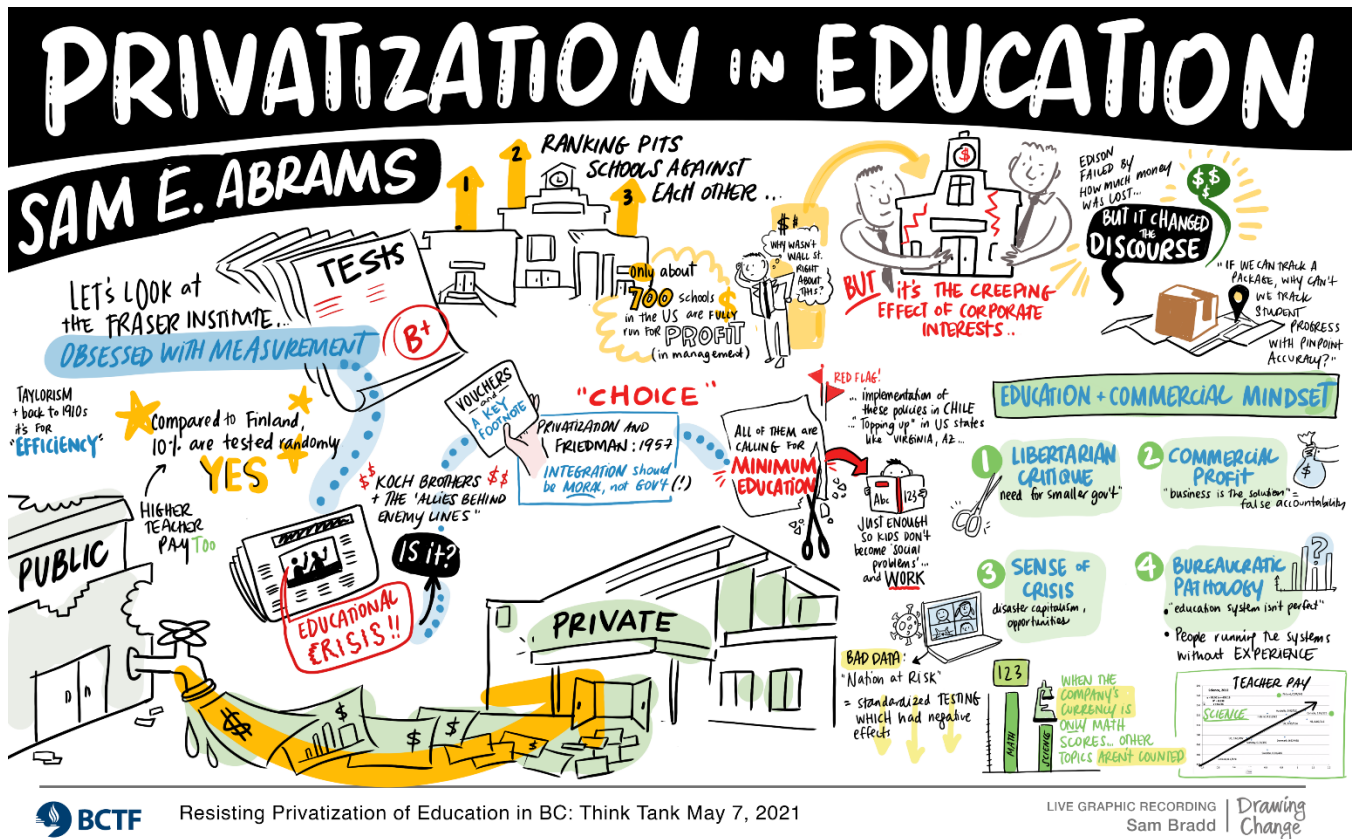 PRIVATIZATION IN EDUCATION
SAM E. ABRAMS
1
2
3
RANKING PITS
SCHOOLS AGAINST
EACH OTHER...
LET'S LOOK at
the FRASER INSTITUTE...
OBSESSED WITH MEASUREMENT
TESTS
B+
only about
700 schools
in the US are FULLY
run FOR PROFIT
(in management)
$
$
WHY WASN'T
WALL ST.
RIGHT
ABOUT
THIS?
$
BUT it's THE CREEPING
EFFECT OF CORPORATE
INTERESTS..
EDISON
FAILED BY
HOW MUCH MONEY
WAS LOST...
$$
$
BUT IT CHANGED
THE
DISCOURSE
"IF WE CAN TRACK A
PACKAGE, WHY CAN'T
WE TRACK
STUDENT
PROGRESS
WITH PINPOINT
ACCURACY?"
TAYLORISM
+ back to 1910s
it's FOR
"EFFICIENCY"
Compared to Finland,
10% are tested randomly
YES
HIGHER
TEACHER
PAY TOO
VOUCHERS
and
A KEY
FOOTNOTE
"CHOICE"
PRIVATIZATION AND
FRIEDMAN: 1957
INTEGRATION should
be MORAL, not GOV'T (!)
$$ KOCH BROTHERS $$
+ THE 'ALLIES BEHIND
ENEMY LINES"
IS it?
EDUCATIONAL
CRISIS!!
ALL OF THEM ARE
CALLING FOR
MINIMUM
EDUCATION
RED FLAG!
... implementation of
these policies in CHILE
... "Topping up" in US states
like VIRGINIA, AZ...
Abc 123
JUST ENOUGH
SO KIDS DON'T
become 'social
problems'...
and WORK
EDUCATION + COMMERCIAL MINDSET
1 LIBERTARIAN
CRITIQUE
need for smaller gov't"
2 COMMERCIAL
PROFIT
"business is the solution" =
false accountability
$
3 SENSE OF
CRISIS
disaster capitalism,
opportunities
4 BUREAUCRATIC
PATHOLOGY
?
• "education system isn't perfect"
• People running the systems
without EXPERIENCE
PUBLIC
PRIVATE
$
$
$
$
BAD DATA:
"Nation at RISK"
= standardized TESTING
WHICH had negative
effects
123
MATH
SCIENCE
WHEN THE
COMPANY'S
CURRENCY IS
ONLY MATH
SCORES... OTHER
TOPICS AREN'T COUNTED
TEACHER PAY
SCIENCE
BCTF
Resisting Privatization of Education in BC: Think Tank May 7, 2021
LIVE GRAPHIC RECORDING
Sam Bradd
Drawing
Change